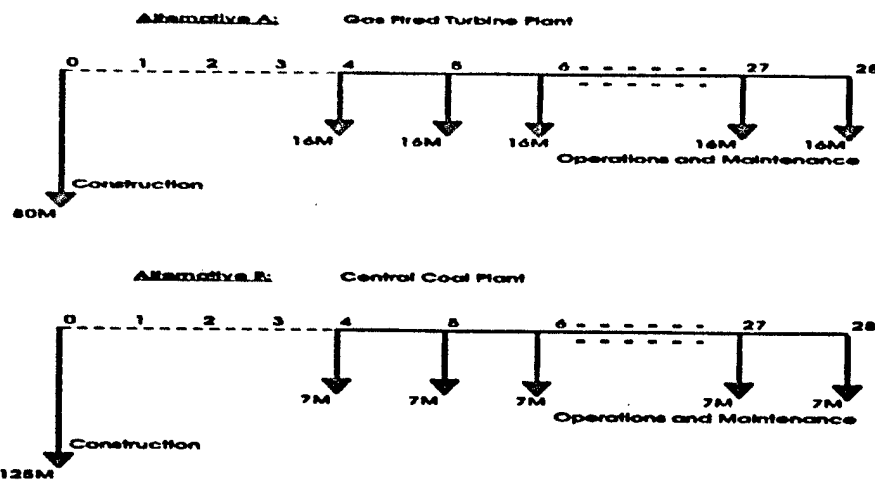 Alternative A: Gas Fired Turbine Plant
0 1 2 3 4 5 6 27 28
16M 16M 16M 16M 16M
Operations and Maintenance
Construction
80M
Alternative B: Central Coal Plant
0 1 2 3 4 5 6 27 28
7M 7M 7M 7M 7M
Operations and Maintenance
Construction
125M